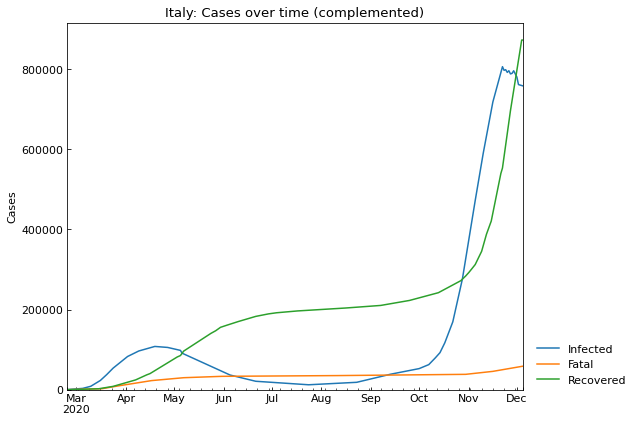 Italy: Cases over time (complemented)
Cases
800000
600000
400000
200000
0
Mar Apr May Jun Jul Aug Sep Oct Nov Dec
2020
Infected
Fatal
Recovered